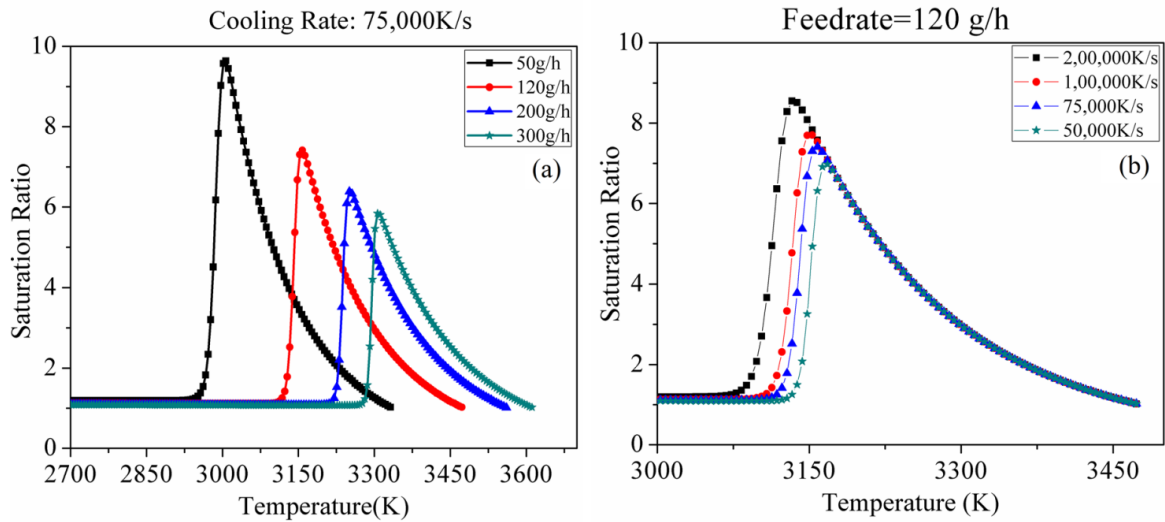 Cooling Rate: 75,000K/s
10
8
6
4
2
0
Saturation Ratio
50g/h
120g/h
200g/h
300g/h
(a)
2700 2850 3000 3150 3300 3450 3600
Temperature(K)
Feedrate=120 g/h
10
8
6
4
2
0
Saturation Ratio
2,00,000K/s
1,00,000K/s
75,000K/s
50,000K/s
(b)
3000 3150 3300 3450
Temperature (K)